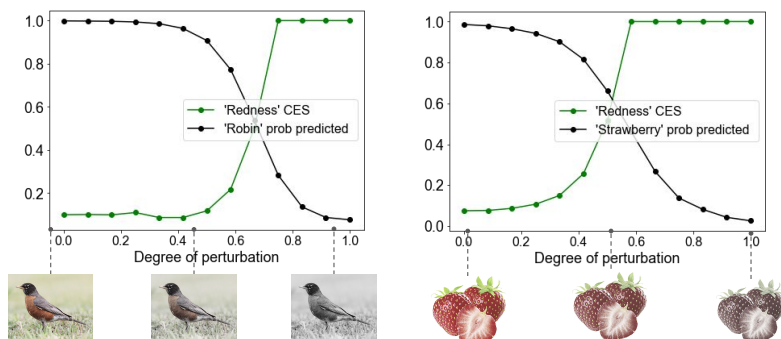 1.0
0.8
0.6
0.4
0.2
'Redness' CES
'Robin' prob predicted
0.0 0.2 0.4 0.6 0.8 1.0
Degree of perturbation
1.0
0.8
0.6
0.4
0.2
0.0
'Redness' CES
'Strawberry' prob predicted
0.0 0.2 0.4 0.6 0.8 1.0
Degree of perturbation